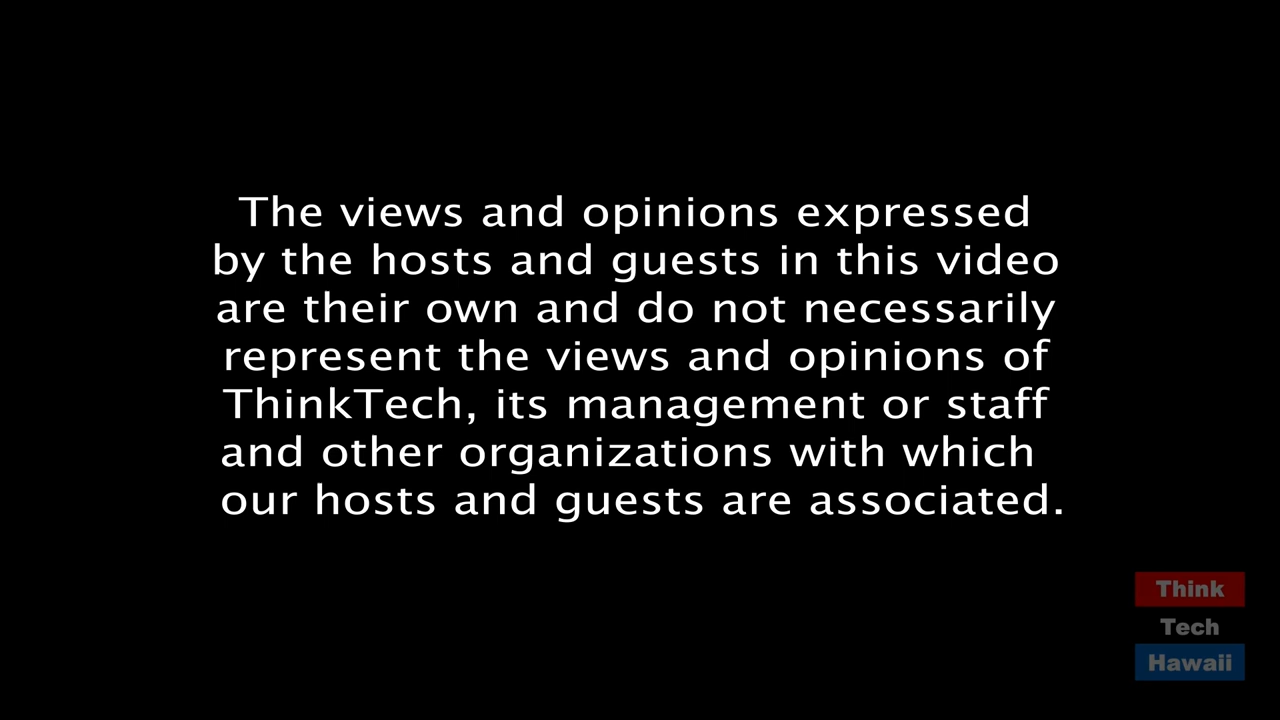 The views and opinions expressed
by the hosts and guests in this video
are their own and do not necessarily
represent the views and opinions of
ThinkTech, its management or staff
and other organizations with which
our hosts and guests are associated.
Think
Tech
Hawaii